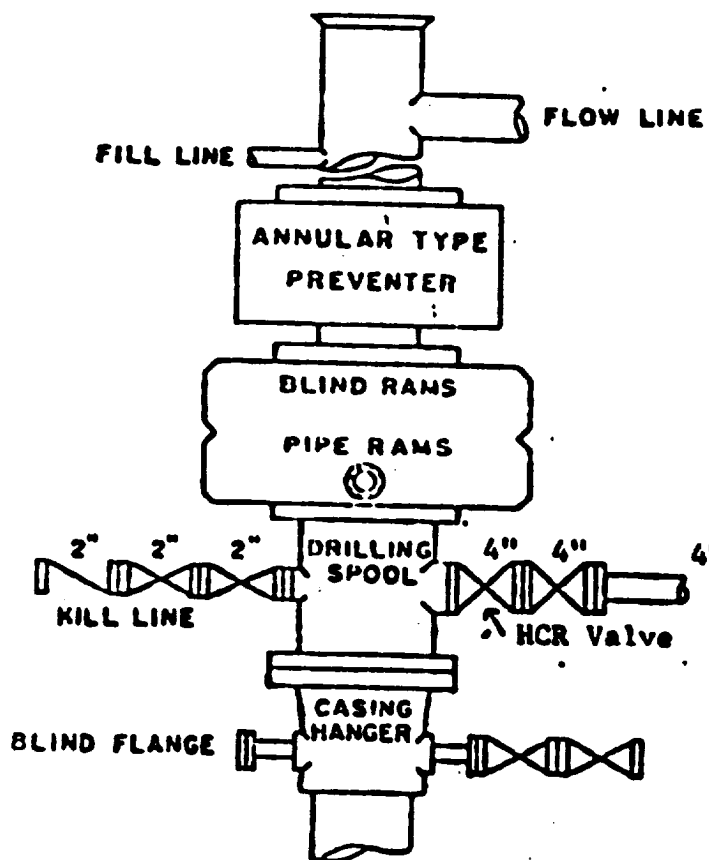 FLOW LINE
FILL LINE
ANNULAR TYPE
PREVENTER
BLIND RAMS
PIPE RAMS
2" 2" 2"
DRILLING
SPOOL
4" 4" 4"
KILL LINE
HCR Valve
CASING
HANGER
BLIND FLANGE